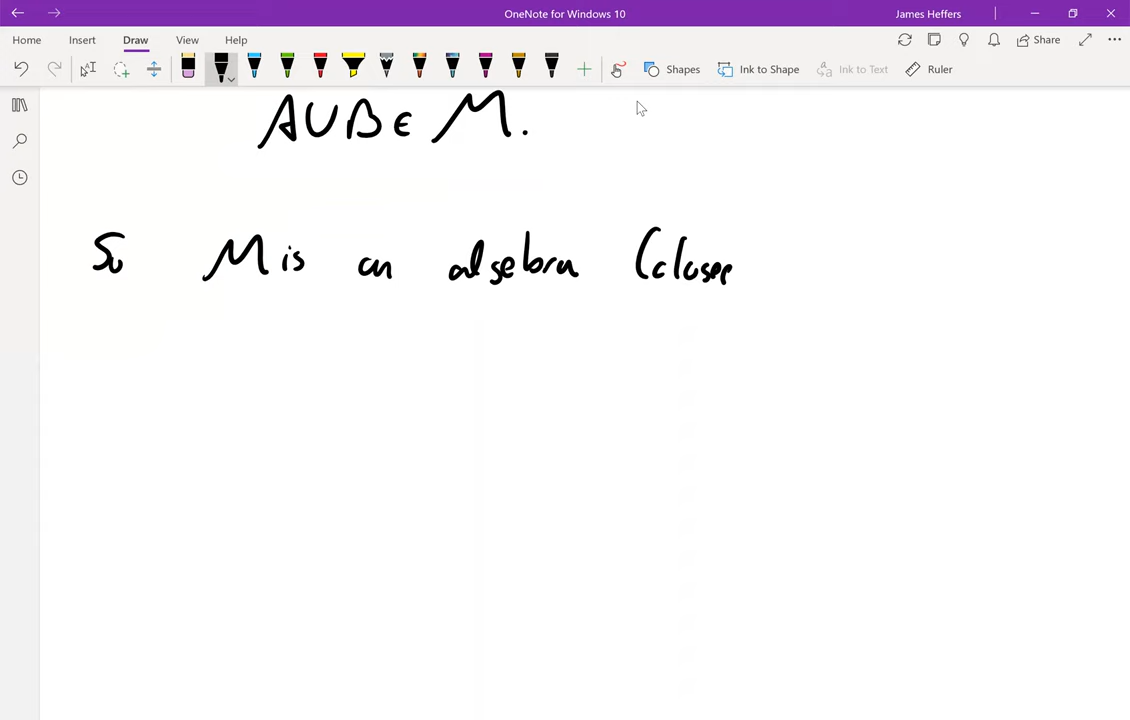 OneNote for Windows 10
James Heffers
Home Insert Draw View Help
Share
Shapes Ink to Shape Ink to Text Ruler
A∪B∈ M.
So M is an algebra (close